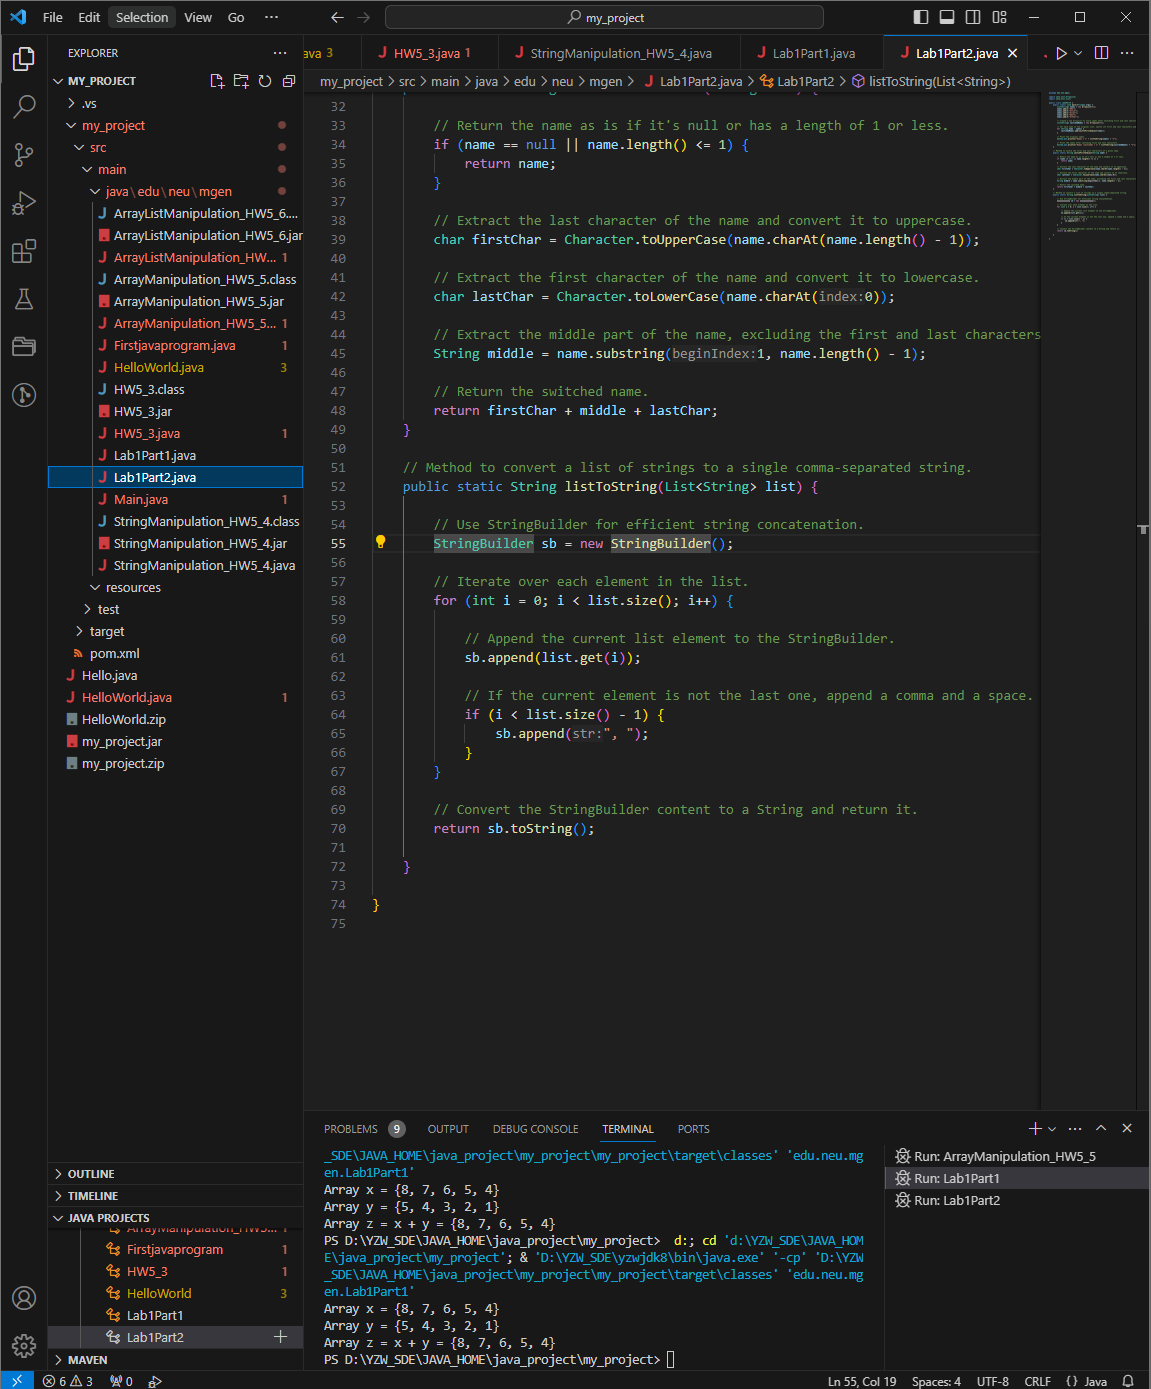 File Edit Selection View Go ··· my_project
EXPLORER ···
MY_PROJECT
.vs
my_project
src
main
java\edu\neu\mgen
ArrayListManipulation_HW5_6....
ArrayListManipulation_HW5_6.jar
ArrayListManipulation_HW... 1
ArrayManipulation_HW5_5.class
ArrayManipulation_HW5_5.jar
ArrayManipulation_HW5_5... 1
Firstjavaprogram.java 1
HelloWorld.java 3
HW5_3.class
HW5_3.jar
HW5_3.java 1
Lab1Part1.java
Lab1Part2.java
Main.java 1
StringManipulation_HW5_4.class
StringManipulation_HW5_4.jar
StringManipulation_HW5_4.java
resources
test
target
pom.xml
Hello.java
HelloWorld.java 1
HelloWorld.zip
my_project.jar
my_project.zip
OUTLINE
TIMELINE
JAVA PROJECTS
ArrayManipulation_HW5... 1
Firstjavaprogram 1
HW5_3 1
HelloWorld 3
Lab1Part1
Lab1Part2
MAVEN
ava 3 HW5_3.java 1 StringManipulation_HW5_4.java Lab1Part1.java Lab1Part2.java
my_project > src > main > java > edu > neu > mgen > Lab1Part2.java > Lab1Part2 > listToString(List<String>)
32
33 // Return the name as is if it's null or has a length of 1 or less.
34 if (name == null || name.length() <= 1) {
35 return name;
36 }
37
38 // Extract the last character of the name and convert it to uppercase.
39 char firstChar = Character.toUpperCase(name.charAt(name.length() - 1));
40
41 // Extract the first character of the name and convert it to lowercase.
42 char lastChar = Character.toLowerCase(name.charAt(index:0));
43
44 // Extract the middle part of the name, excluding the first and last characters
45 String middle = name.substring(beginIndex:1, name.length() - 1);
46
47 // Return the switched name.
48 return firstChar + middle + lastChar;
49 }
50
51 // Method to convert a list of strings to a single comma-separated string.
52 public static String listToString(List<String> list) {
53
54 // Use StringBuilder for efficient string concatenation.
55 StringBuilder sb = new StringBuilder();
56
57 // Iterate over each element in the list.
58 for (int i = 0; i < list.size(); i++) {
59
60 // Append the current list element to the StringBuilder.
61 sb.append(list.get(i));
62
63 // If the current element is not the last one, append a comma and a space.
64 if (i < list.size() - 1) {
65 sb.append(str:", ");
66 }
67 }
68
69 // Convert the StringBuilder content to a String and return it.
70 return sb.toString();
71
72 }
73
74 }
75
PROBLEMS 9 OUTPUT DEBUG CONSOLE TERMINAL PORTS
_SDE\JAVA_HOME\java_project\my_project\my_project\target\classes' 'edu.neu.mg
en.Lab1Part1'
Array x = {8, 7, 6, 5, 4}
Array y = {5, 4, 3, 2, 1}
Array z = x + y = {8, 7, 6, 5, 4}
PS D:\YZW_SDE\JAVA_HOME\java_project\my_project> d:; cd 'd:\YZW_SDE\JAVA_HOM
E\java_project\my_project'; & 'D:\YZW_SDE\yzwjdk8\bin\java.exe' '-cp' 'D:\YZW
_SDE\JAVA_HOME\java_project\my_project\my_project\target\classes' 'edu.neu.mg
en.Lab1Part1'
Array x = {8, 7, 6, 5, 4}
Array y = {5, 4, 3, 2, 1}
Array z = x + y = {8, 7, 6, 5, 4}
PS D:\YZW_SDE\JAVA_HOME\java_project\my_project>
Run: ArrayManipulation_HW5_5
Run: Lab1Part1
Run: Lab1Part2
6 3 0 Ln 55, Col 19 Spaces: 4 UTF-8 CRLF {} Java